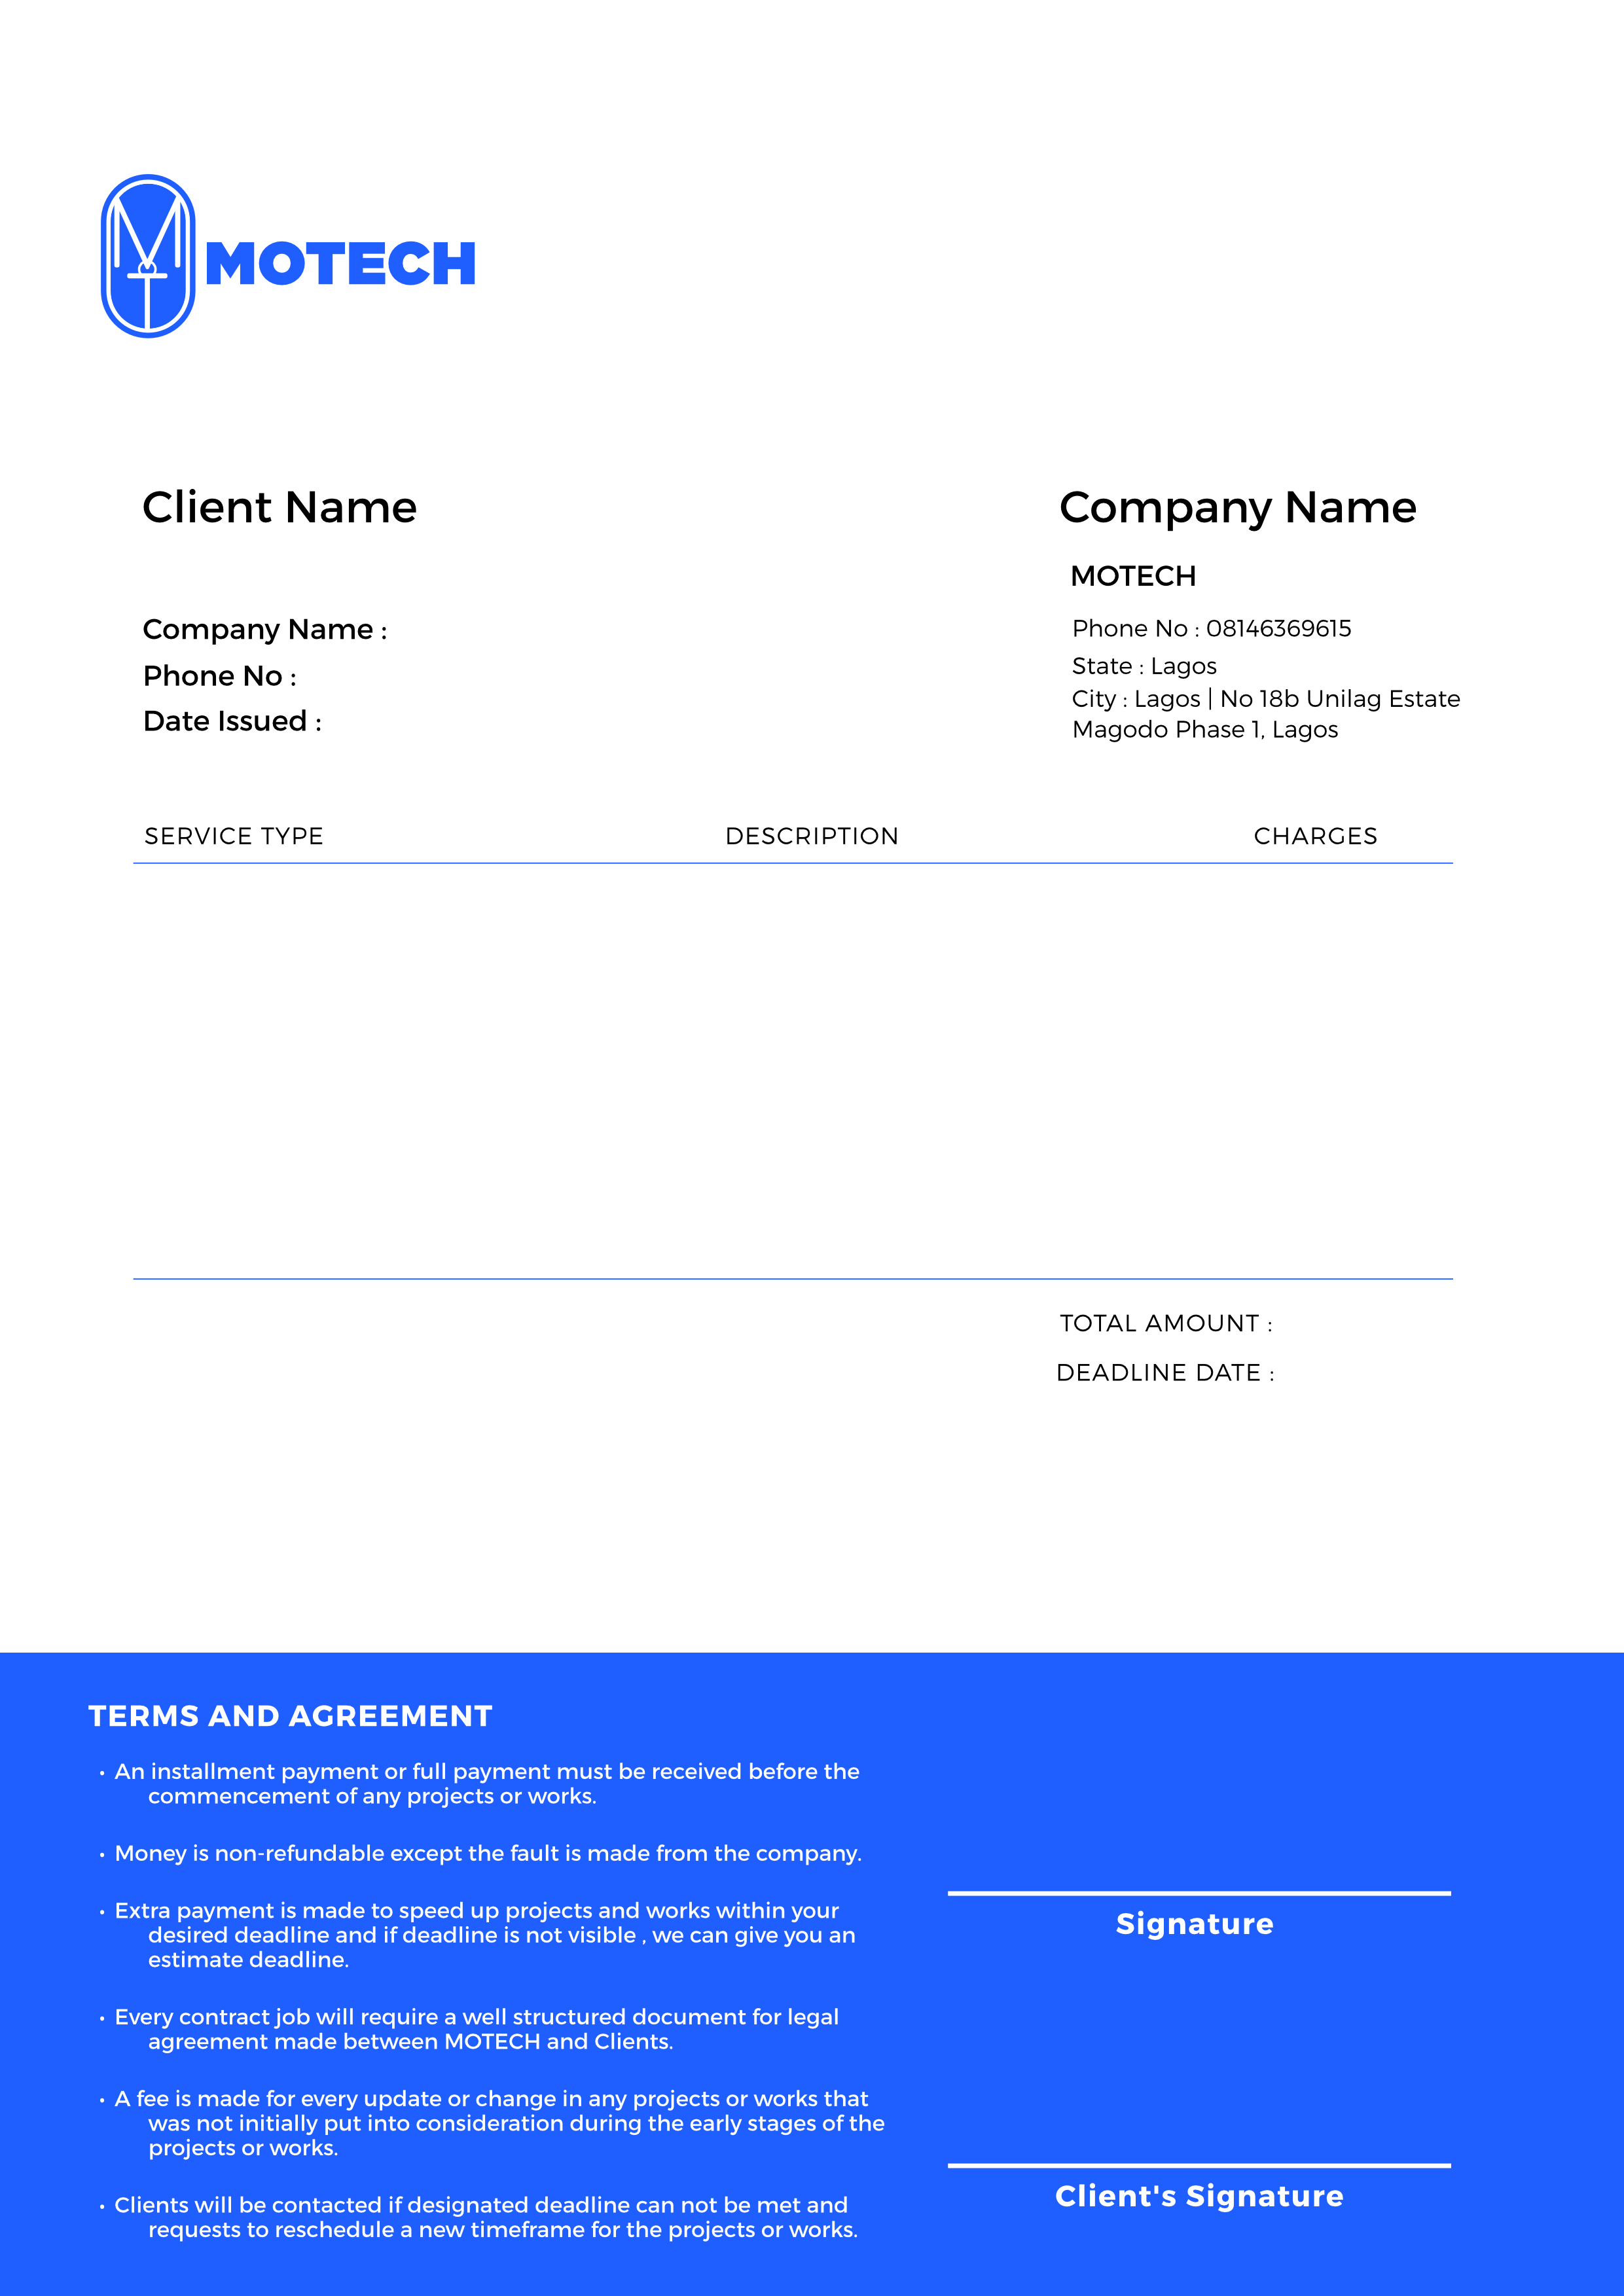 MOTECH
Client Name
Company Name :
Phone No :
Date Issued :
Company Name
MOTECH
Phone No : 08146369615
State : Lagos
City : Lagos | No 18b Unilag Estate
Magodo Phase 1, Lagos
SERVICE TYPE DESCRIPTION CHARGES
TOTAL AMOUNT :
DEADLINE DATE :
TERMS AND AGREEMENT
• An installment payment or full payment must be received before the
commencement of any projects or works.
• Money is non-refundable except the fault is made from the company.
• Extra payment is made to speed up projects and works within your
desired deadline and if deadline is not visible , we can give you an
estimate deadline.
• Every contract job will require a well structured document for legal
agreement made between MOTECH and Clients.
• A fee is made for every update or change in any projects or works that
was not initially put into consideration during the early stages of the
projects or works.
• Clients will be contacted if designated deadline can not be met and
requests to reschedule a new timeframe for the projects or works.
Signature
Client's Signature